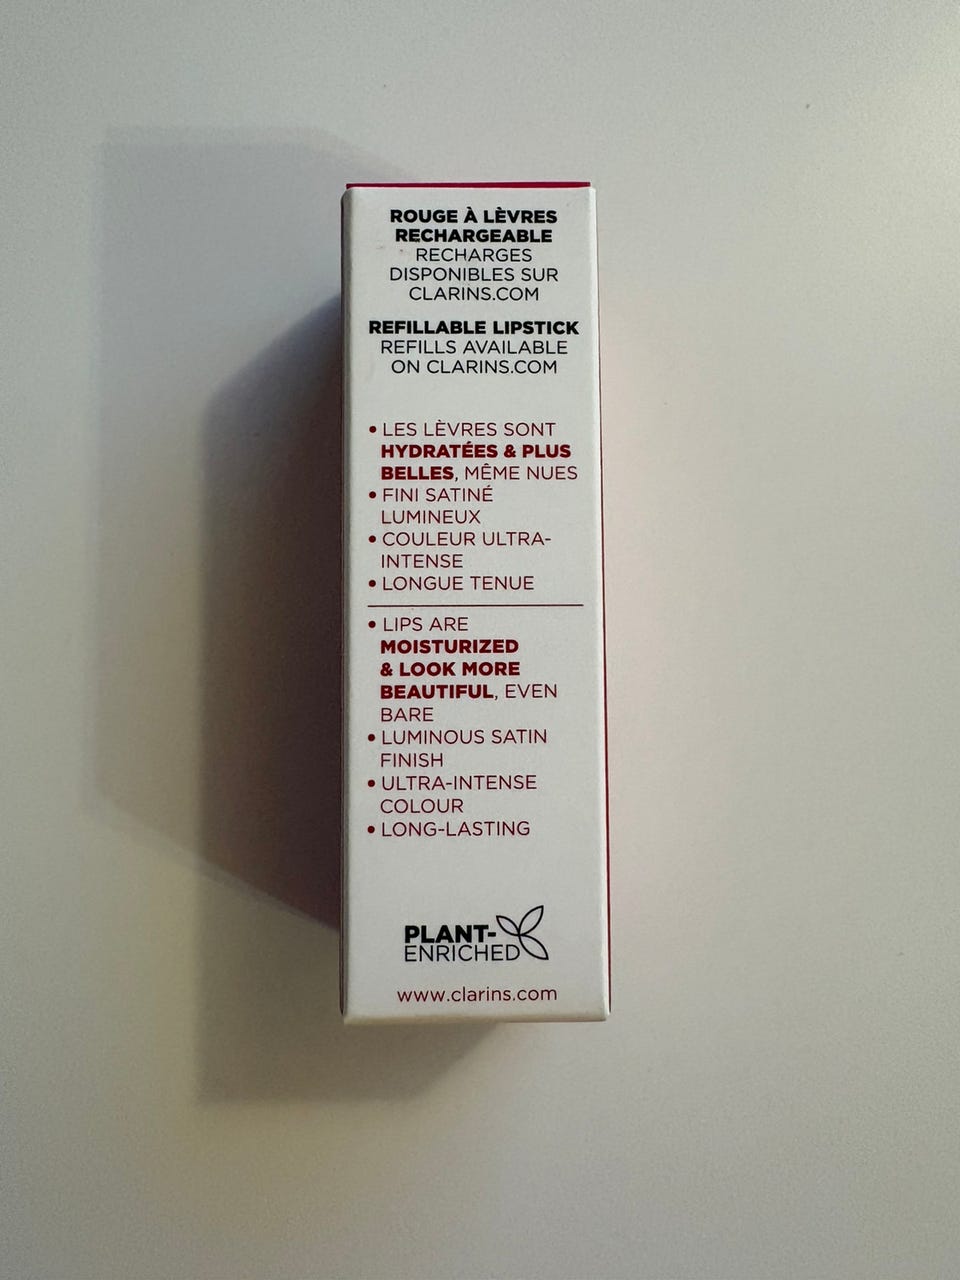 ROUGE À LÈVRES
RECHARGEABLE
RECHARGES
DISPONIBLES SUR
CLARINS.COM
REFILLABLE LIPSTICK
REFILLS AVAILABLE
ON CLARINS.COM
• LES LÈVRES SONT
HYDRATÉES & PLUS
BELLES, MÊME NUES
• FINI SATINÉ
LUMINEUX
• COULEUR ULTRA-
INTENSE
• LONGUE TENUE
• LIPS ARE
MOISTURIZED
& LOOK MORE
BEAUTIFUL, EVEN
BARE
• LUMINOUS SATIN
FINISH
• ULTRA-INTENSE
COLOUR
• LONG-LASTING
PLANT-
ENRICHED
www.clarins.com